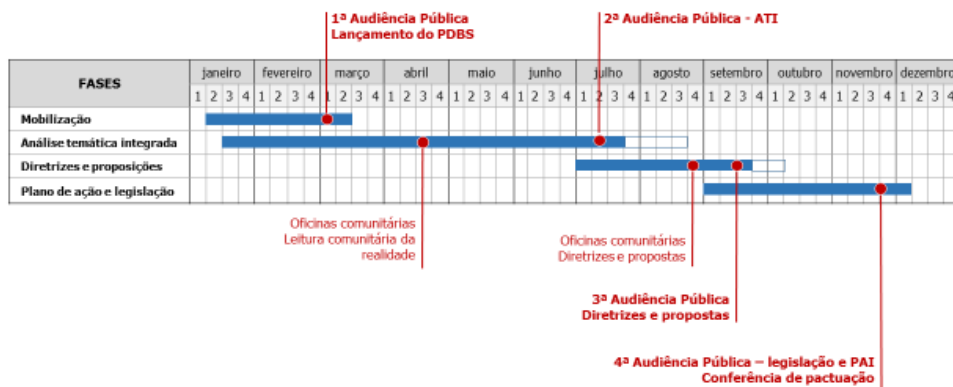 1ª Audiência Pública
Lançamento do PDBS
2ª Audiência Pública - ATI
FASES
janeiro fevereiro março abril maio junho julho agosto setembro outubro novembro dezembro
1 2 3 4 1 2 3 4 1 2 3 4 1 2 3 4 1 2 3 4 1 2 3 4 1 2 3 4 1 2 3 4 1 2 3 4 1 2 3 4 1 2 3 4 1 2 3 4
Mobilização
Análise temática integrada
Diretrizes e proposições
Plano de ação e legislação
Oficinas comunitárias
Leitura comunitária da
realidade
Oficinas comunitárias
Diretrizes e propostas
3ª Audiência Pública
Diretrizes e propostas
4ª Audiência Pública – legislação e PAI
Conferência de pactuação